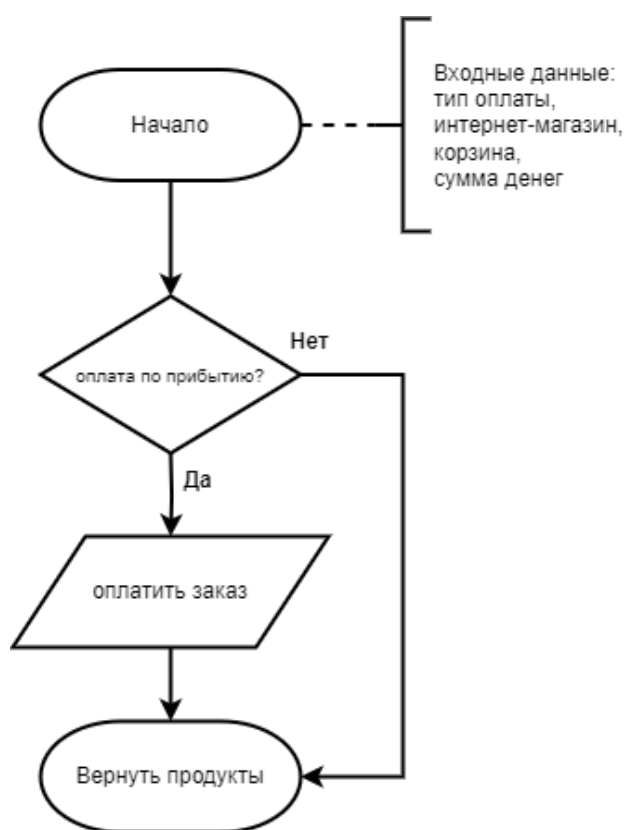 Начало
Входные данные:
тип оплаты,
интернет-магазин,
корзина,
сумма денег
оплата по прибытию?
Нет
Да
оплатить заказ
Вернуть продукты